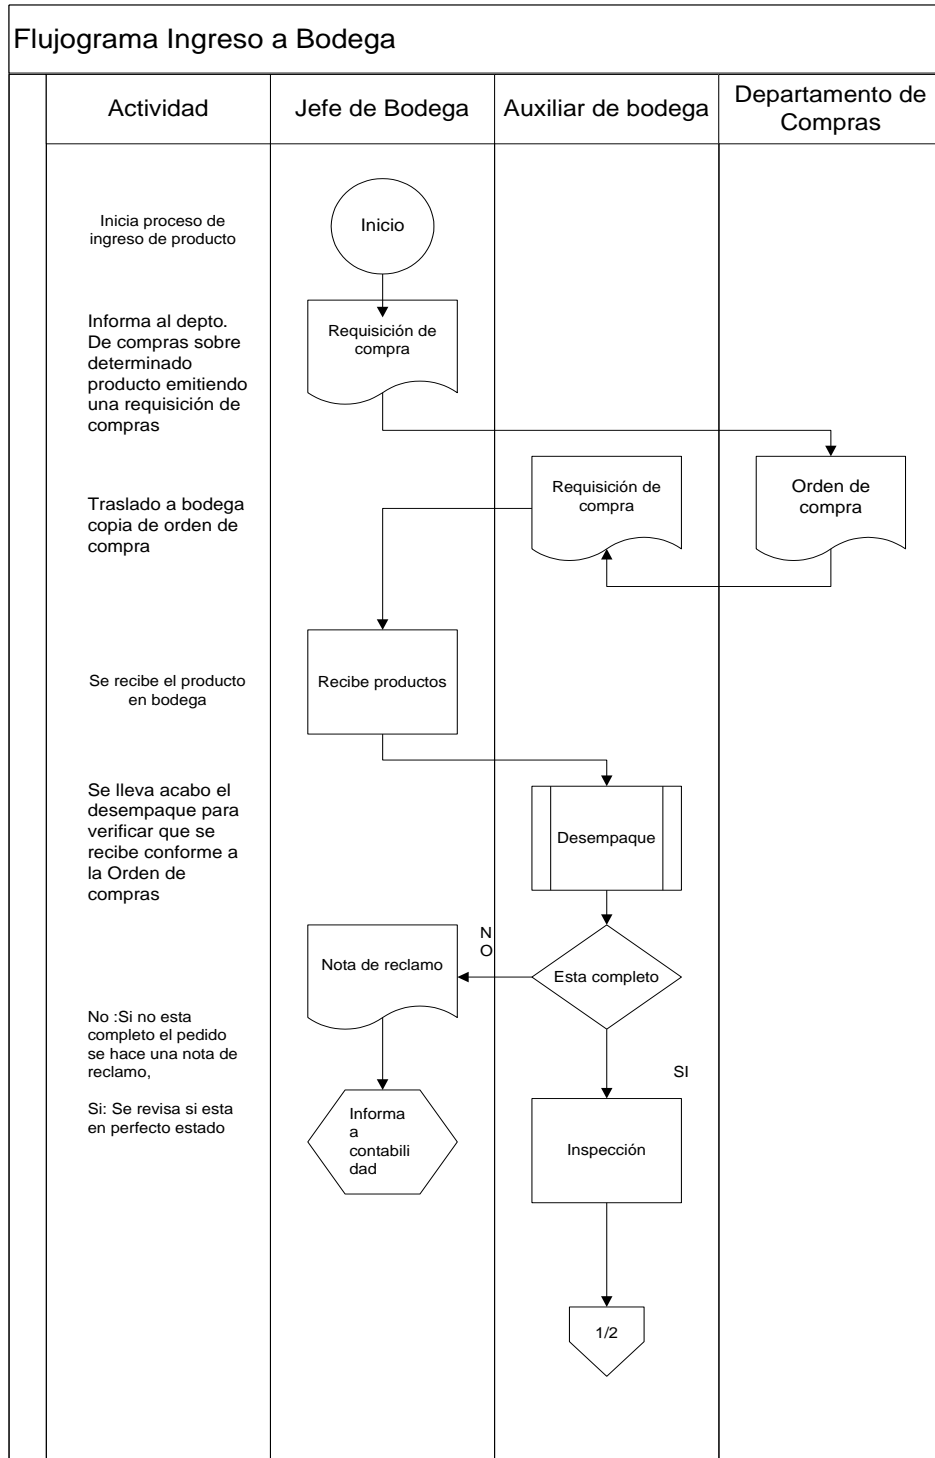 Flujograma Ingreso a Bodega
Actividad
Jefe de Bodega
Auxiliar de bodega
Departamento de
Compras
Inicia proceso de
ingreso de producto
Inicio
Informa al depto.
De compras sobre
determinado
producto emitiendo
una requisición de
compras
Requisición de
compra
Traslado a bodega
copia de orden de
compra
Requisición de
compra
Orden de
compra
Se recibe el producto
en bodega
Recibe productos
Se lleva acabo el
desempaque para
verificar que se
recibe conforme a
la Orden de
compras
Desempaque
N
O
Nota de reclamo
Esta completo
No :Si no esta
completo el pedido
se hace una nota de
reclamo,
Si: Se revisa si esta
en perfecto estado
SI
Informa
a
contabili
dad
Inspección
1/2